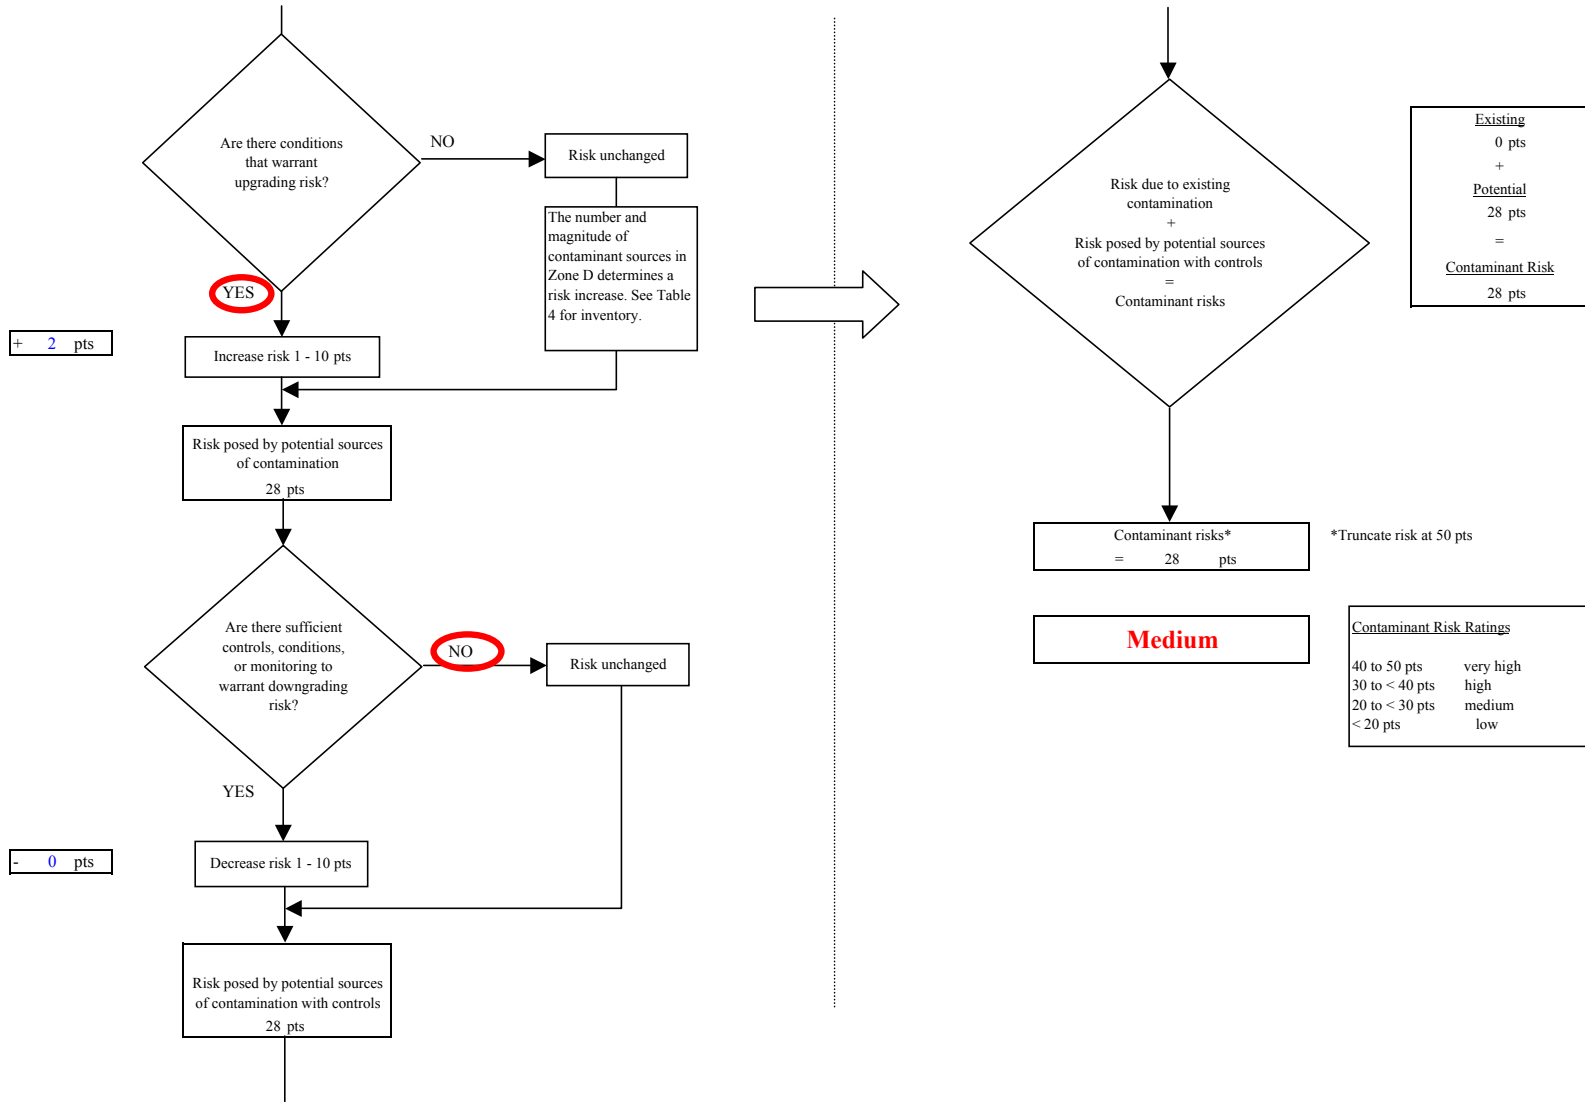 Are there conditions
that warrant
upgrading risk?
NO
Risk unchanged
The number and
magnitude of
contaminant sources in
Zone D determines a
risk increase. See Table
4 for inventory.
YES
+ 2 pts
Increase risk 1 - 10 pts
Risk posed by potential sources
of contamination
28 pts
Are there sufficient
controls, conditions,
or monitoring to
warrant downgrading
risk?
NO
Risk unchanged
YES
- 0 pts
Decrease risk 1 - 10 pts
Risk posed by potential sources
of contamination with controls
28 pts
Risk due to existing
contamination
+
Risk posed by potential sources
of contamination with controls
=
Contaminant risks
Existing
0 pts
+
Potential
28 pts
=
Contaminant Risk
28 pts
Contaminant risks*
= 28 pts
*Truncate risk at 50 pts
Medium
Contaminant Risk Ratings
40 to 50 pts very high
30 to < 40 pts high
20 to < 30 pts medium
< 20 pts low